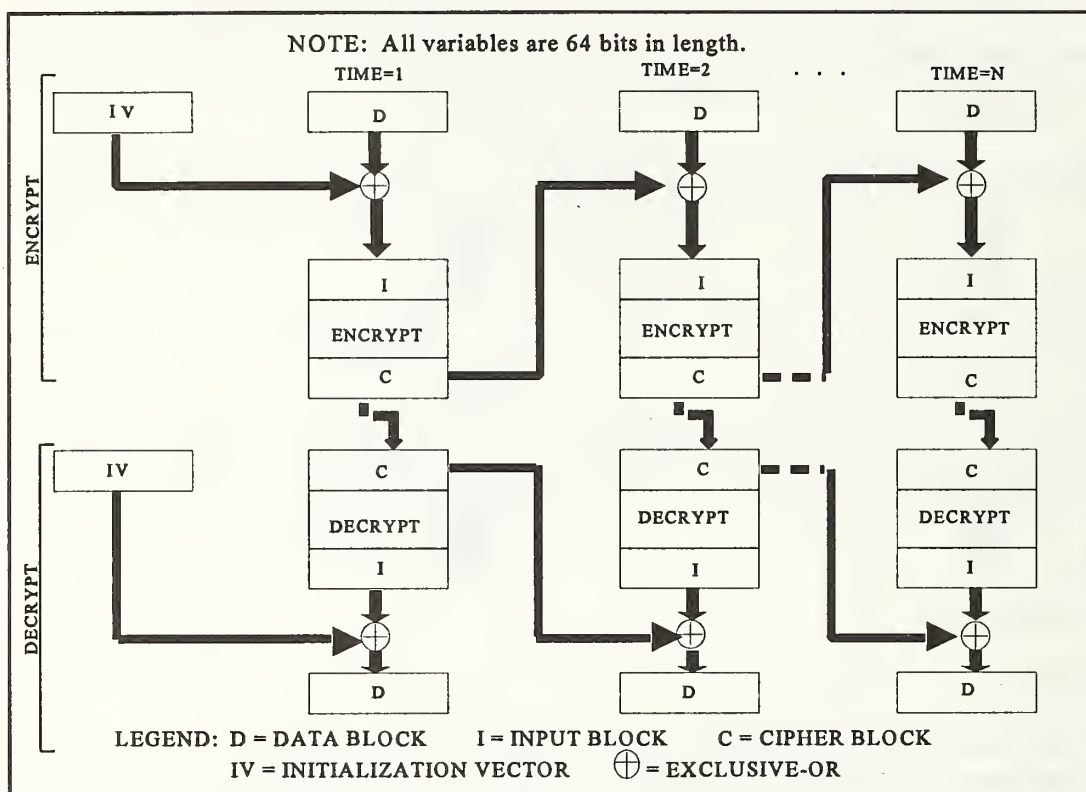 NOTE: All variables are 64 bits in length.
TIME=1 TIME=2 . . . TIME=N
IV D D D
ENCRYPT
I I I
ENCRYPT ENCRYPT ENCRYPT
C C C
IV C C C
DECRYPT DECRYPT DECRYPT
DECRYPT
I I I
D D D
LEGEND: D = DATA BLOCK I = INPUT BLOCK C = CIPHER BLOCK
IV = INITIALIZATION VECTOR ⊕ = EXCLUSIVE-OR